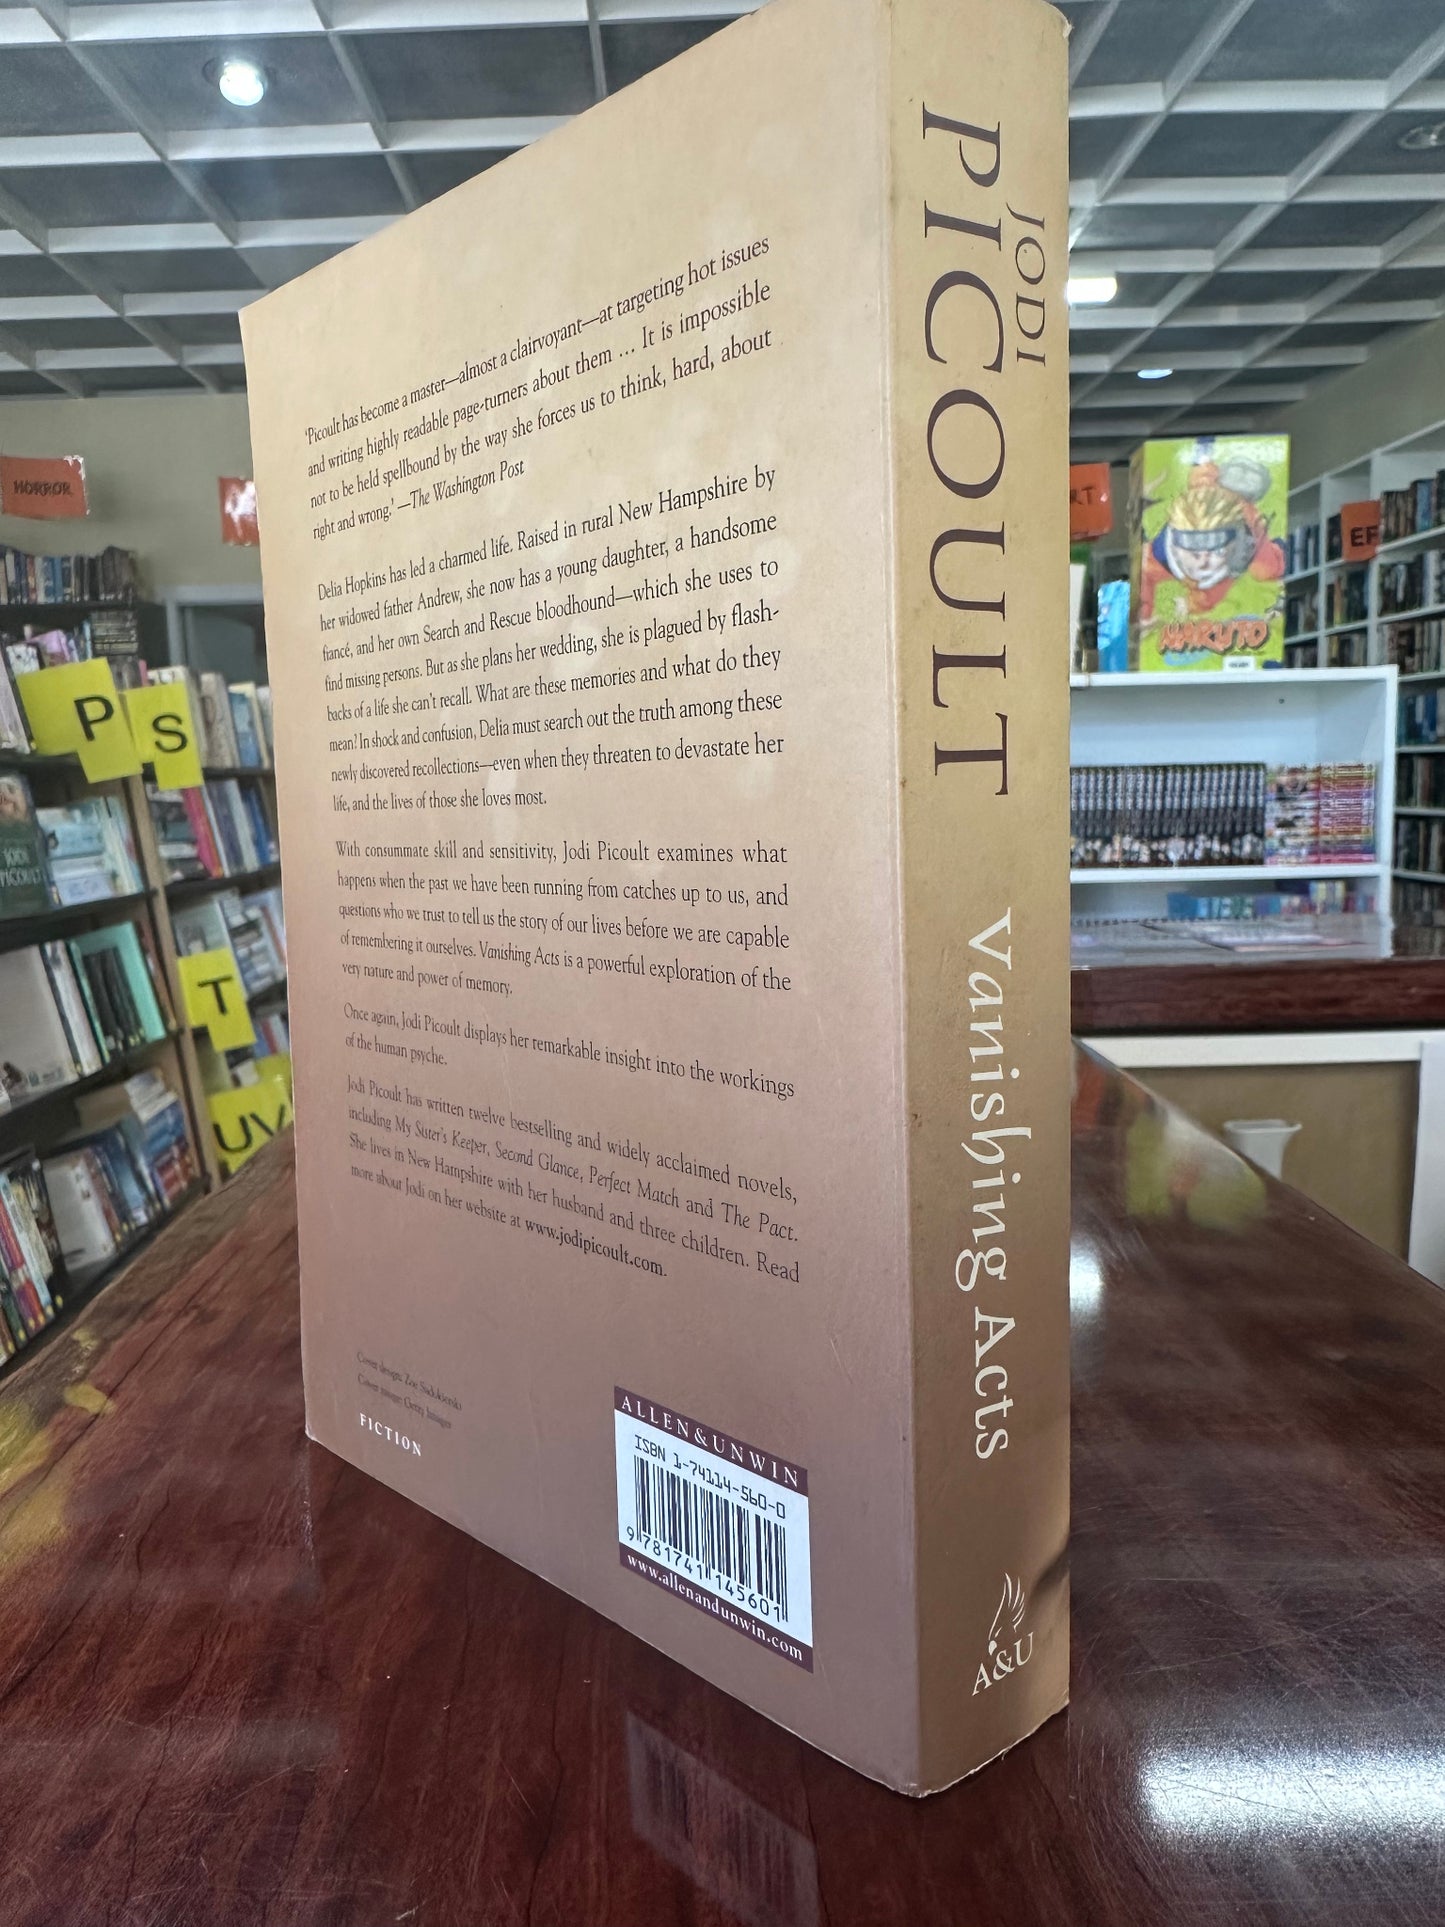 'Picoult has become a master—almost a clairvoyant—at targeting hot issues
and writing highly readable page-turners about them ... It is impossible
not to be held spellbound by the way she forces us to think, hard, about
right and wrong.' —The Washington Post
Delia Hopkins has led a charmed life. Raised in rural New Hampshire by
her widowed father Andrew, she now has a young daughter, a handsome
fiancé, and her own Search and Rescue bloodhound—which she uses to
find missing persons. But as she plans her wedding, she is plagued by flash-
backs of a life she can't recall. What are these memories and what do they
mean? In shock and confusion, Delia must search out the truth among these
newly discovered recollections—even when they threaten to devastate her
life, and the lives of those she loves most.
With consummate skill and sensitivity, Jodi Picoult examines what
happens when the past we have been running from catches up to us, and
questions who we trust to tell us the story of our lives before we are capable
of remembering it ourselves. Vanishing Acts is a powerful exploration of the
very nature and power of memory.
Once again, Jodi Picoult displays her remarkable insight into the workings
of the human psyche.
Jodi Picoult has written twelve bestselling and widely acclaimed novels,
including My Sister's Keeper, Second Glance, Perfect Match and The Pact.
She lives in New Hampshire with her husband and three children. Read
more about Jodi on her website at www.jodipicoult.com.
Cover design: Zoe Sadokierski
Cover image: Getty Images
FICTION
ALLEN & UNWIN
ISBN 1-74114-560-0
9 781741 145601
www.allenandunwin.com
JODI
PICOULT
Vanishing Acts
A&U
HORROR
P
S
T
UV
JODI
PICOULT
NARUTO
EF